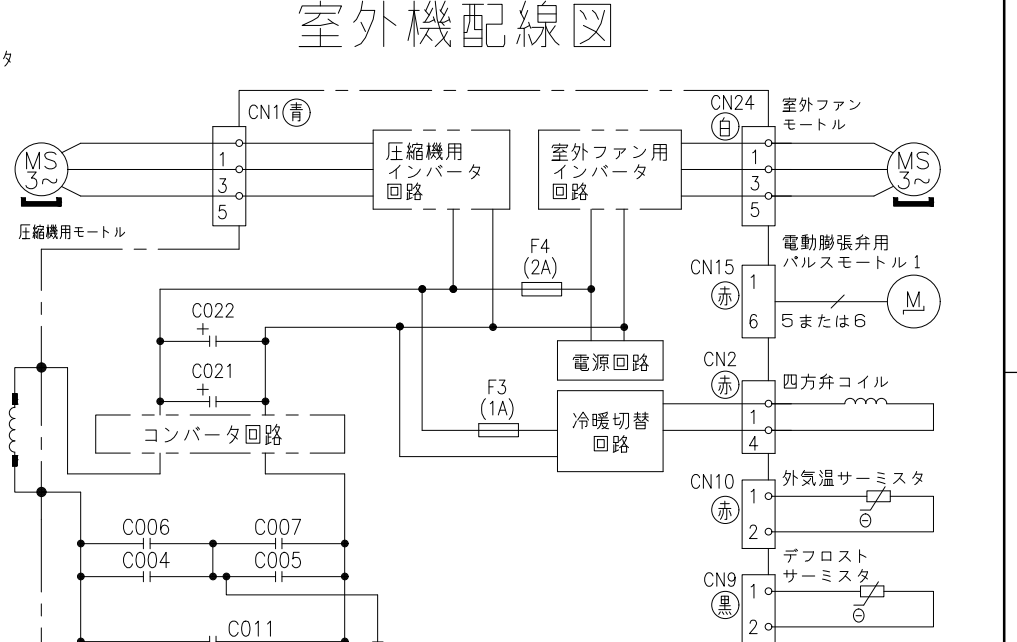 室外機配線図
タ
CN1 青
CN24
白
室外ファン
モートル
MS
3～
1
3
5
圧縮機用
インバータ
回路
室外ファン用
インバータ
回路
1
3
5
MS
3～
圧縮機用モートル
F4
(2A)
CN15
赤
1
6
電動膨張弁用
パルスモートル1
5または6
M
C022
+
電源回路
CN2
赤
1
4
四方弁コイル
C021
+
F3
(1A)
冷暖切替
回路
コンバータ回路
CN10
赤
1
2
外気温サーミスタ
Θ
C006
C007
C004
C005
デフロスト
サーミスタ
CN9
黒
1
2
Θ
C011